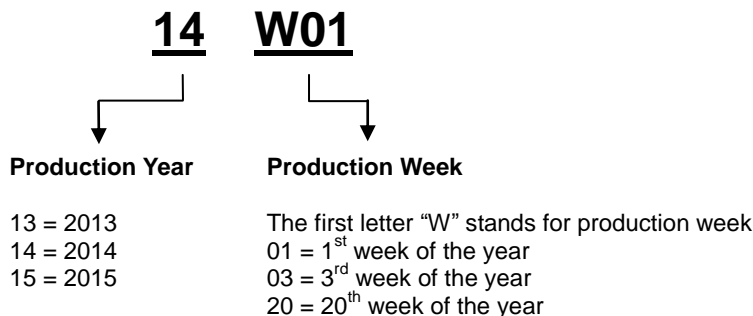 14 W01
Production Year Production Week
13 = 2013 The first letter “W” stands for production week
14 = 2014 01 = 1st week of the year
15 = 2015 03 = 3rd week of the year
20 = 20th week of the year